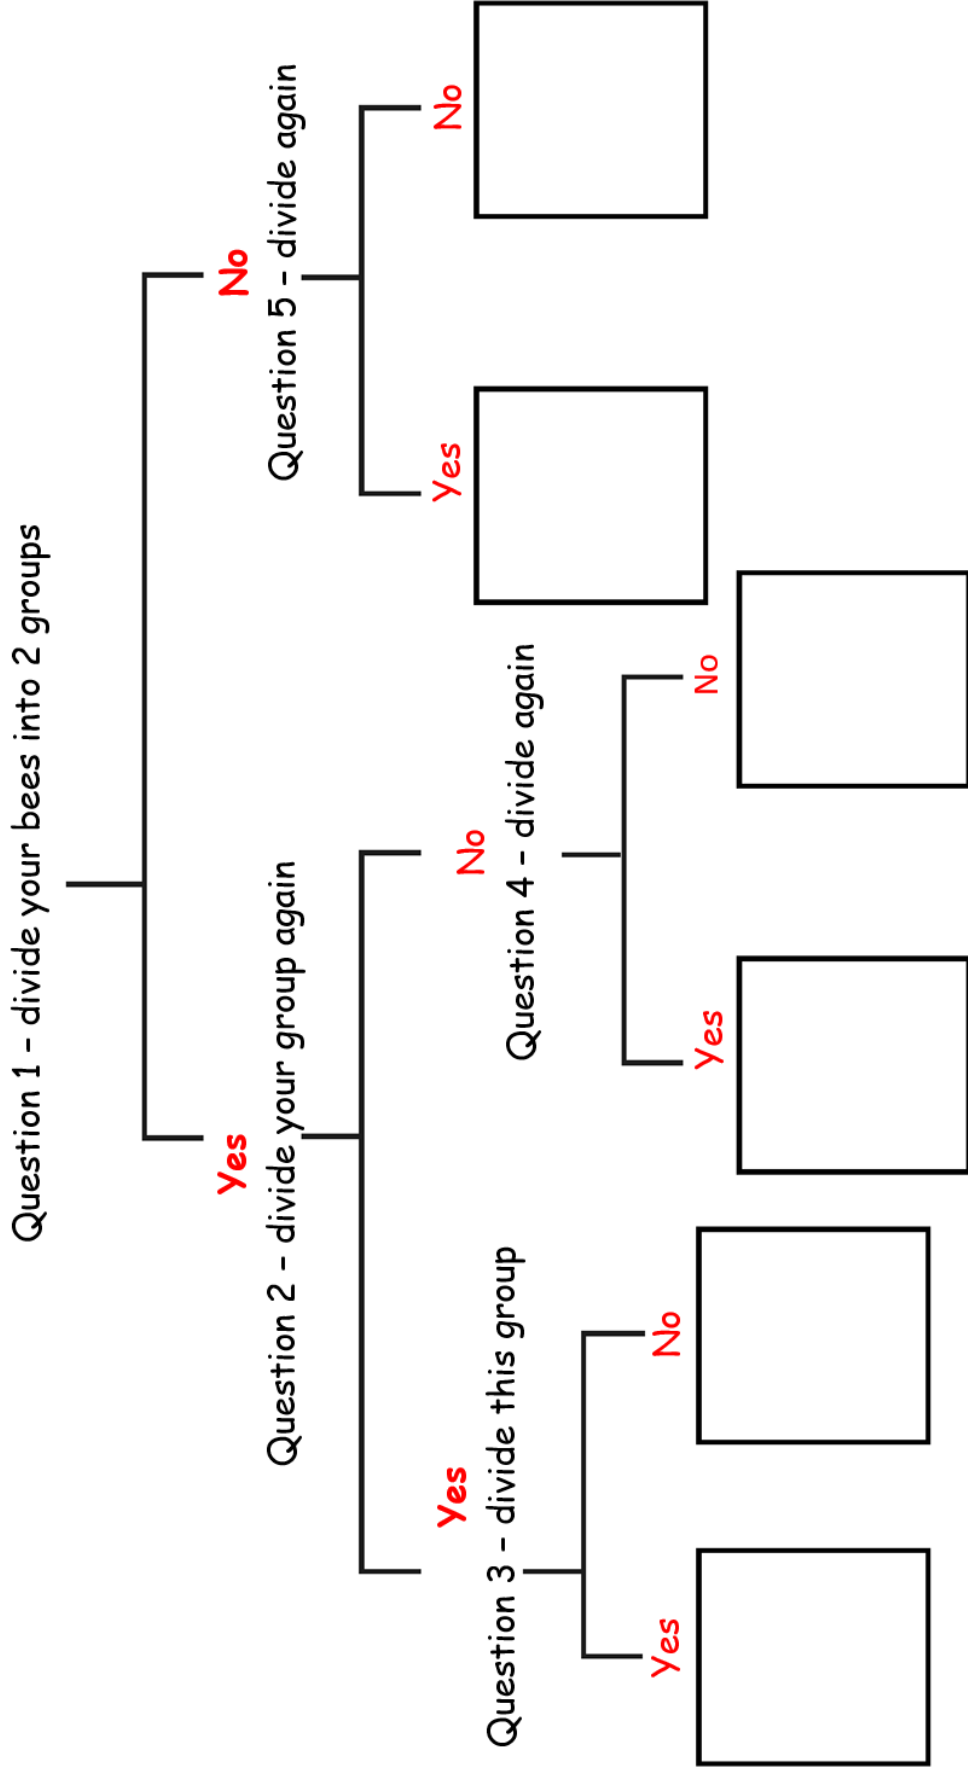 Question 1 – divide your bees into 2 groups
Yes
No
Question 2 – divide your group again
Question 5 – divide again
Yes
No
Yes
No
Question 3 – divide this group
Question 4 – divide again
Yes
No
Yes
No